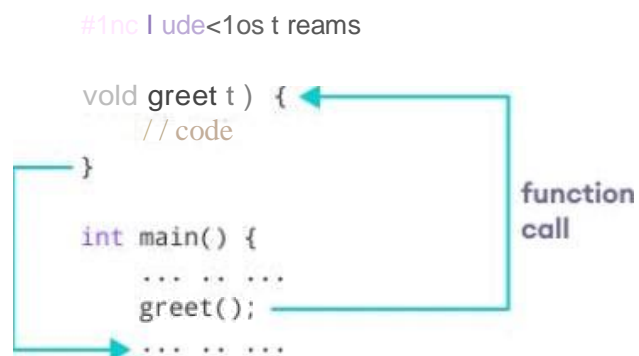 #1nc l ude<1os t reams
vold greet t ) {
// code
}
function
call
int main() {
... .. ...
greet();
... .. ...